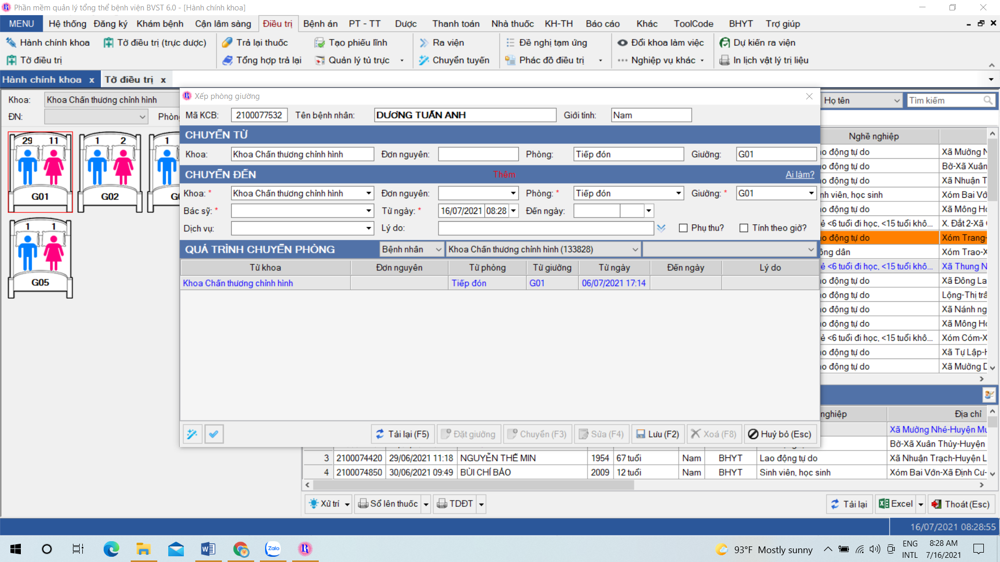 Phần mềm quản lý tổng thể bệnh viện BVST 6.0 - [Hành chính khoa]
MENU Hệ thống Đăng ký Khám bệnh Cận lâm sàng Điều trị Bệnh án PT - TT Dược Thanh toán Nhà thuốc KH-TH Báo cáo Khác ToolCode BHYT Trợ giúp
Hành chính khoa Tờ điều trị (trực dược) Trả lại thuốc Tạo phiếu lĩnh Ra viện Đề nghị tạm ứng Đổi khoa làm việc Dự kiến ra viện
Tờ điều trị Tổng hợp trả lại Quản lý tủ trực Chuyển tuyến Phác đồ điều trị Nghiệp vụ khác In lịch vật lý trị liệu
Hành chính khoa x Tờ điều trị x
Khoa: Khoa Chấn thương chỉnh hình
ĐN: Phòng
Họ tên Tìm kiếm
29 11 1 2 1
G01 G02
1 1
G05
Xếp phòng giường
Mã KCB: 2100077532 Tên bệnh nhân: DƯƠNG TUẤN ANH Giới tính: Nam
CHUYỂN TỪ
Khoa: Khoa Chấn thương chỉnh hình Đơn nguyên: Phòng: Tiếp đón Giường: G01
CHUYỂN ĐẾN Thêm Ai làm?
Khoa: * Khoa Chấn thương chỉnh hình Đơn nguyên: Phòng: * Tiếp đón Giường: * G01
Bác sỹ: * Từ ngày: * 16/07/2021 08:28 Đến ngày:
Dịch vụ: Lý do: Phụ thu? Tính theo giờ?
QUÁ TRÌNH CHUYỂN PHÒNG Bệnh nhân Khoa Chấn thương chỉnh hình (133828)
Từ khoa Đơn nguyên Từ phòng Từ giường Từ ngày Đến ngày Lý do
Khoa Chấn thương chỉnh hình Tiếp đón G01 06/07/2021 17:14
Tải lại (F5) Đặt giường Chuyển (F3) Sửa (F4) Lưu (F2) Xoá (F8) Huỷ bỏ (Esc)
Nghề nghiệp
động tự do Xã Mường
động tự do Bờ-Xã Xuân
động tự do Xã Nhuận T
viên, học sinh Xóm Bai Vớ
động tự do Xã Mông Ho
<6 tuổi đi học, <15 tuổi khô... X. Đắt 2-Xã
động tự do Xóm Trang-
dân Xóm Trao-X
<6 tuổi đi học, <15 tuổi khô... Xã Thung N
động tự do Xã Đông La
động tự do Lộng-Thị trấ
động tự do Xã Nánh ng
động tự do Xã Mông Ho
<6 tuổi đi học, <15 tuổi khô... Xóm Cóm-X
động tự do Xã Tự Lập-H
động tự do Xã Mường
nghiệp Địa chỉ
Xã Mường Nhé-Huyện Mư
Bờ-Xã Xuân Thủy-Huyện
3 2100074420 29/06/2021 11:18 NGUYỄN THẾ MIN 1954 67 tuổi Nam BHYT Lao động tự do Xã Nhuận Trạch-Huyện L
4 2100074850 30/06/2021 09:49 BÙI CHÍ BẢO 2009 12 tuổi Nam BHYT Sinh viên, học sinh Xóm Bai Vớn-Xã Định Cư-
Xử trí Sổ lên thuốc TDĐT Tải lại Excel Thoát (Esc)
16/07/2021 08:28:55
Zalo 93°F Mostly sunny ENG 8:28 AM
INTL 7/16/2021